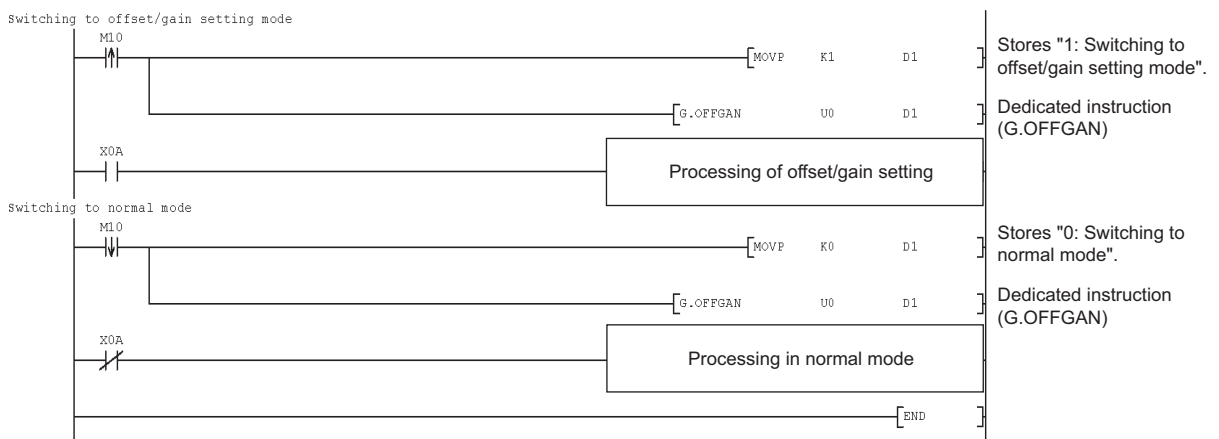 Switching to offset/gain setting mode
M10
MOVP K1 D1
Stores "1: Switching to
offset/gain setting mode".
G.OFFGAN U0 D1
Dedicated instruction
(G.OFFGAN)
X0A
Processing of offset/gain setting
Switching to normal mode
M10
MOVP K0 D1
Stores "0: Switching to
normal mode".
G.OFFGAN U0 D1
Dedicated instruction
(G.OFFGAN)
X0A
Processing in normal mode
END